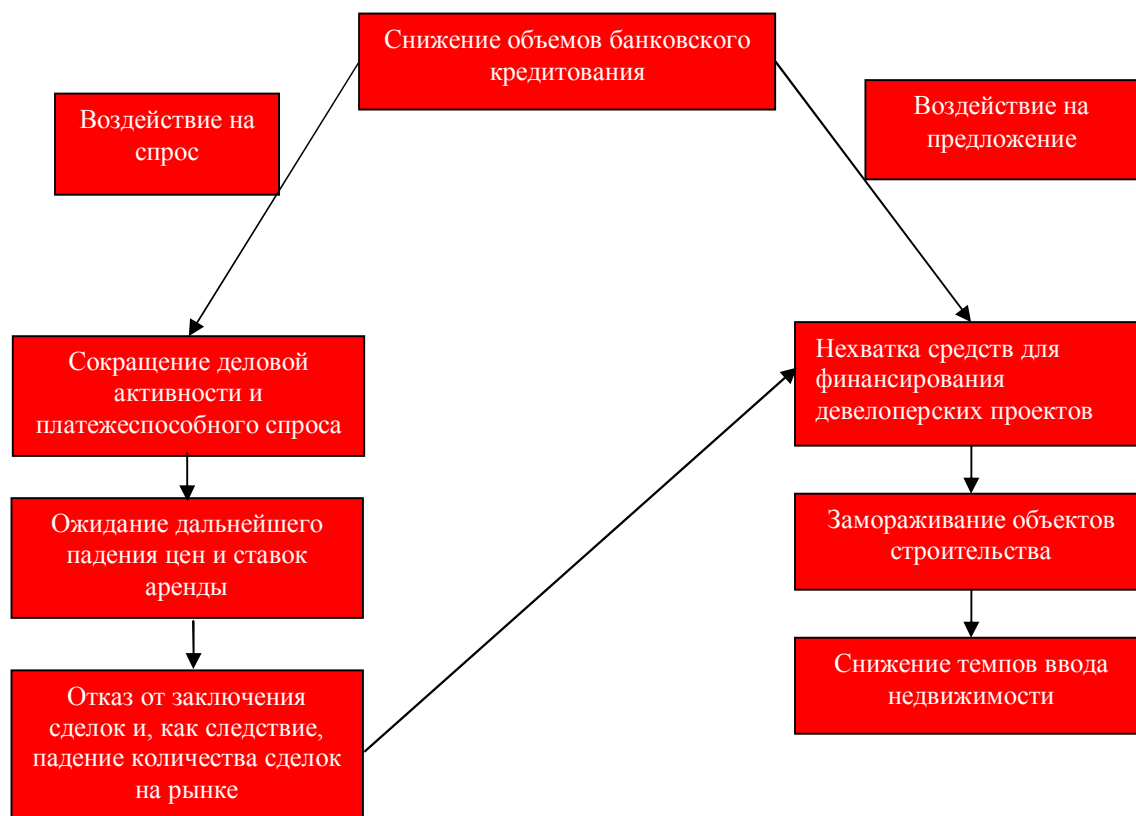 Снижение объемов банковского
кредитования
Воздействие на
спрос
Воздействие на
предложение
Сокращение деловой
активности и
платежеспособного спроса
Нехватка средств для
финансирования
девелоперских проектов
Ожидание дальнейшего
падения цен и ставок
аренды
Замораживание объектов
строительства
Отказ от заключения
сделок и, как следствие,
падение количества сделок
на рынке
Снижение темпов ввода
недвижимости